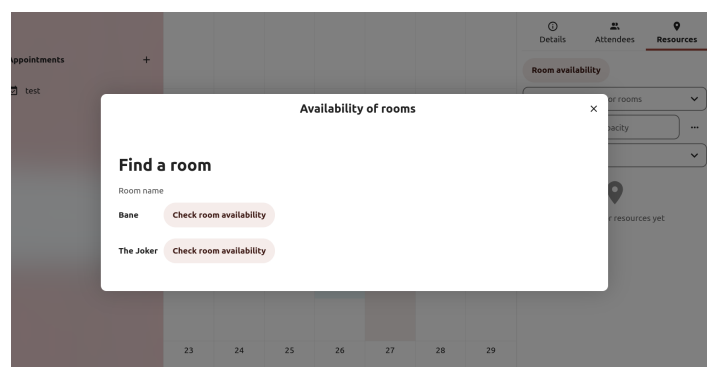 Details
Attendees
Resources
Appointments +
Room availability
test
or rooms
Availability of rooms
Find a room
Room name
Bane Check room availability
The Joker Check room availability
resources yet
23 24 25 26 27 28 29